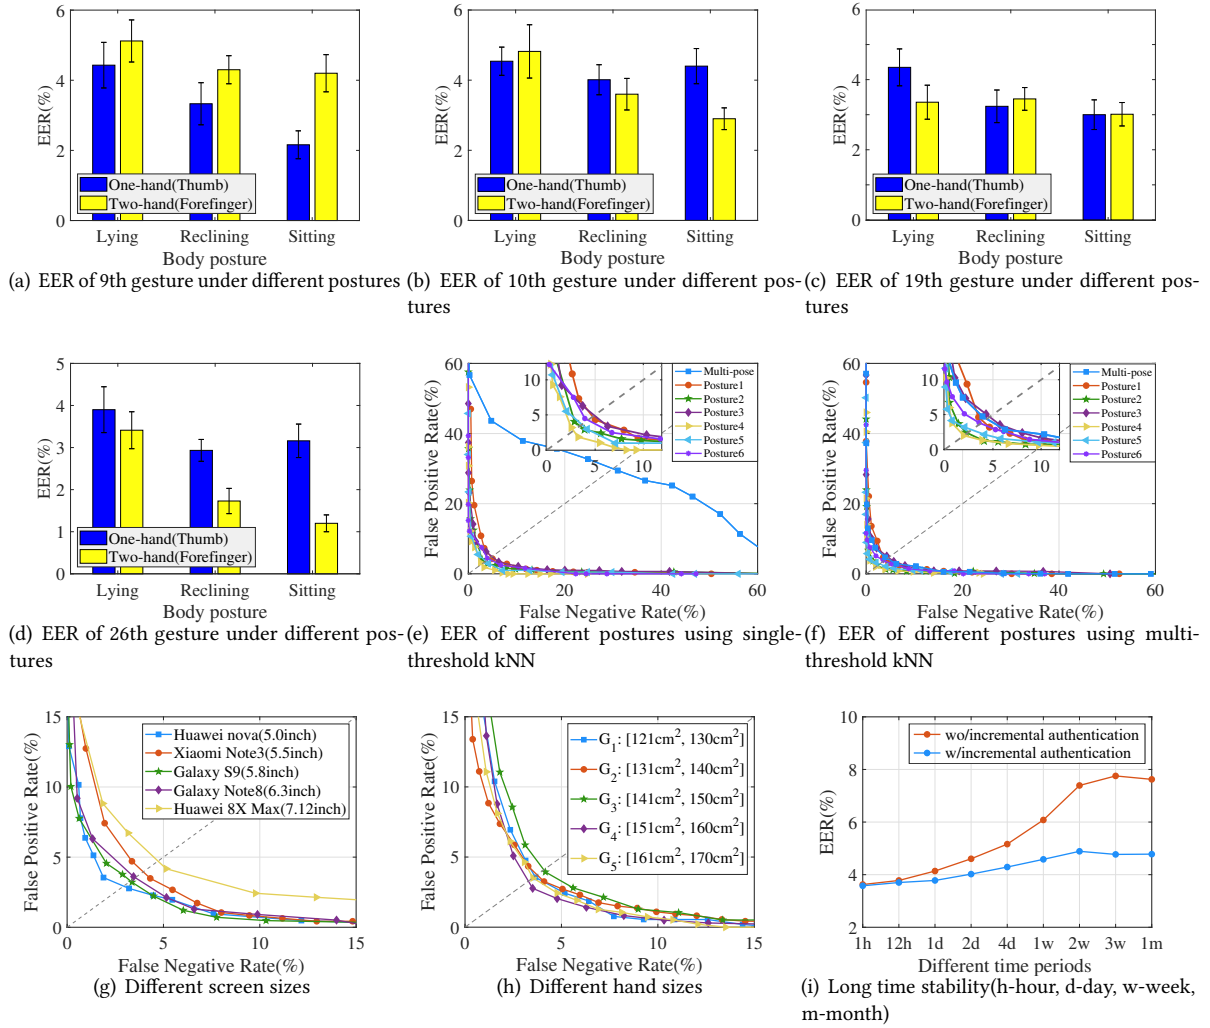 6
4
2
0
EER(%)
One-hand(Thumb)
Two-hand(Forefinger)
Lying
Reclining
Sitting
Body posture
(a) EER of 9th gesture under different postures
6
4
2
0
EER(%)
One-hand(Thumb)
Two-hand(Forefinger)
Lying
Reclining
Sitting
Body posture
(b) EER of 10th gesture under different pos-
tures
6
4
2
0
EER(%)
One-hand(Thumb)
Two-hand(Forefinger)
Lying
Reclining
Sitting
Body posture
(c) EER of 19th gesture under different pos-
tures
5
4
3
2
1
0
EER(%)
One-hand(Thumb)
Two-hand(Forefinger)
Lying
Reclining
Sitting
Body posture
(d) EER of 26th gesture under different pos-
tures
60
40
20
0
False Positive Rate(%)
10
5
0
0
5
10
Multi-pose
Posture1
Posture2
Posture3
Posture4
Posture5
Posture6
0
20
40
60
False Negative Rate(%)
(e) EER of different postures using single-
threshold kNN
60
40
20
0
False Positive Rate(%)
10
5
0
0
5
10
Multi-pose
Posture1
Posture2
Posture3
Posture4
Posture5
Posture6
0
20
40
60
False Negative Rate(%)
(f) EER of different postures using multi-
threshold kNN
15
10
5
0
False Positive Rate(%)
Huawei nova(5.0inch)
Xiaomi Note3(5.5inch)
Galaxy S9(5.8inch)
Galaxy Note8(6.3inch)
Huawei 8X Max(7.12inch)
0
5
10
15
False Negative Rate(%)
(g) Different screen sizes
15
10
5
0
False Positive Rate(%)
G1: [121cm², 130cm²]
G2: [131cm², 140cm²]
G3: [141cm², 150cm²]
G4: [151cm², 160cm²]
G5: [161cm², 170cm²]
0
5
10
15
False Negative Rate(%)
(h) Different hand sizes
10
8
6
4
2
EER(%)
wo/incremental authentication
w/incremental authentication
1h
12h
1d
2d
4d
1w
2w
3w
1m
Different time periods
(i) Long time stability(h-hour, d-day, w-week,
m-month)